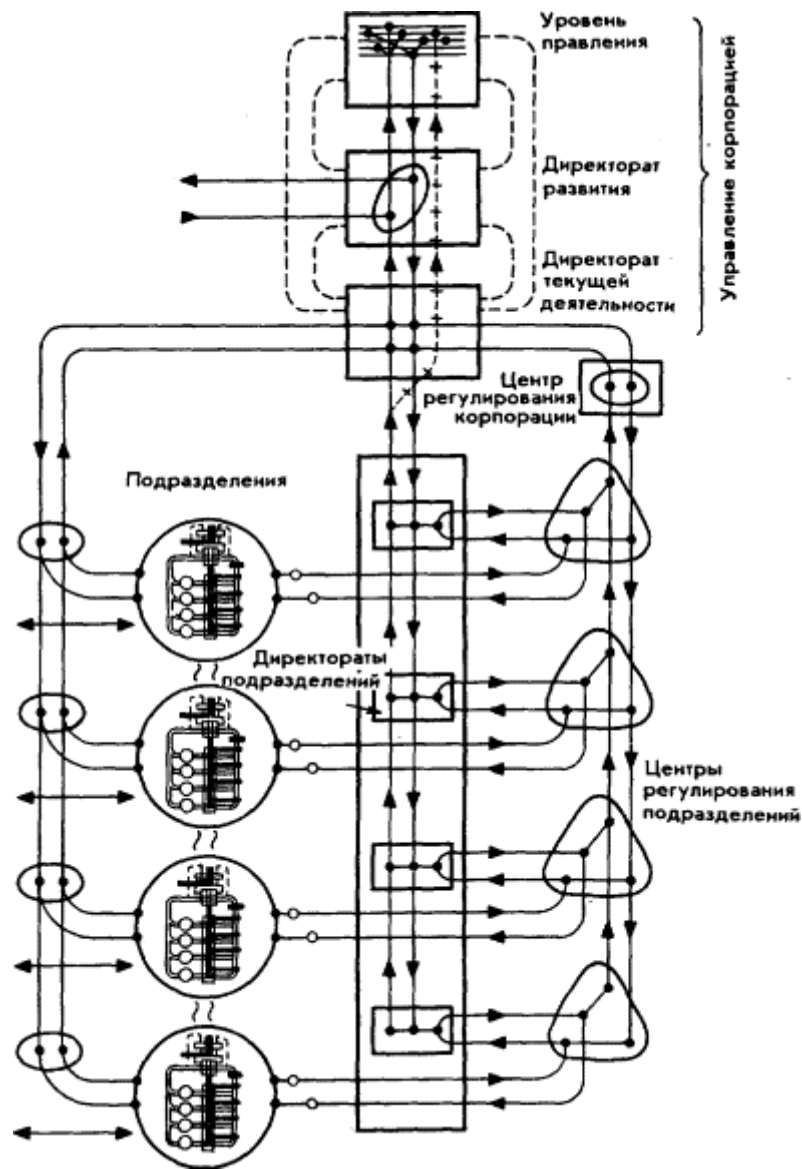 Уровень
правления
Директорат
развития
Директорат
текущей
деятельности
Управление корпорацией
Центр
регулирования
корпорации
Подразделения
Директораты
подразделений
Центры
регулирования
подразделений